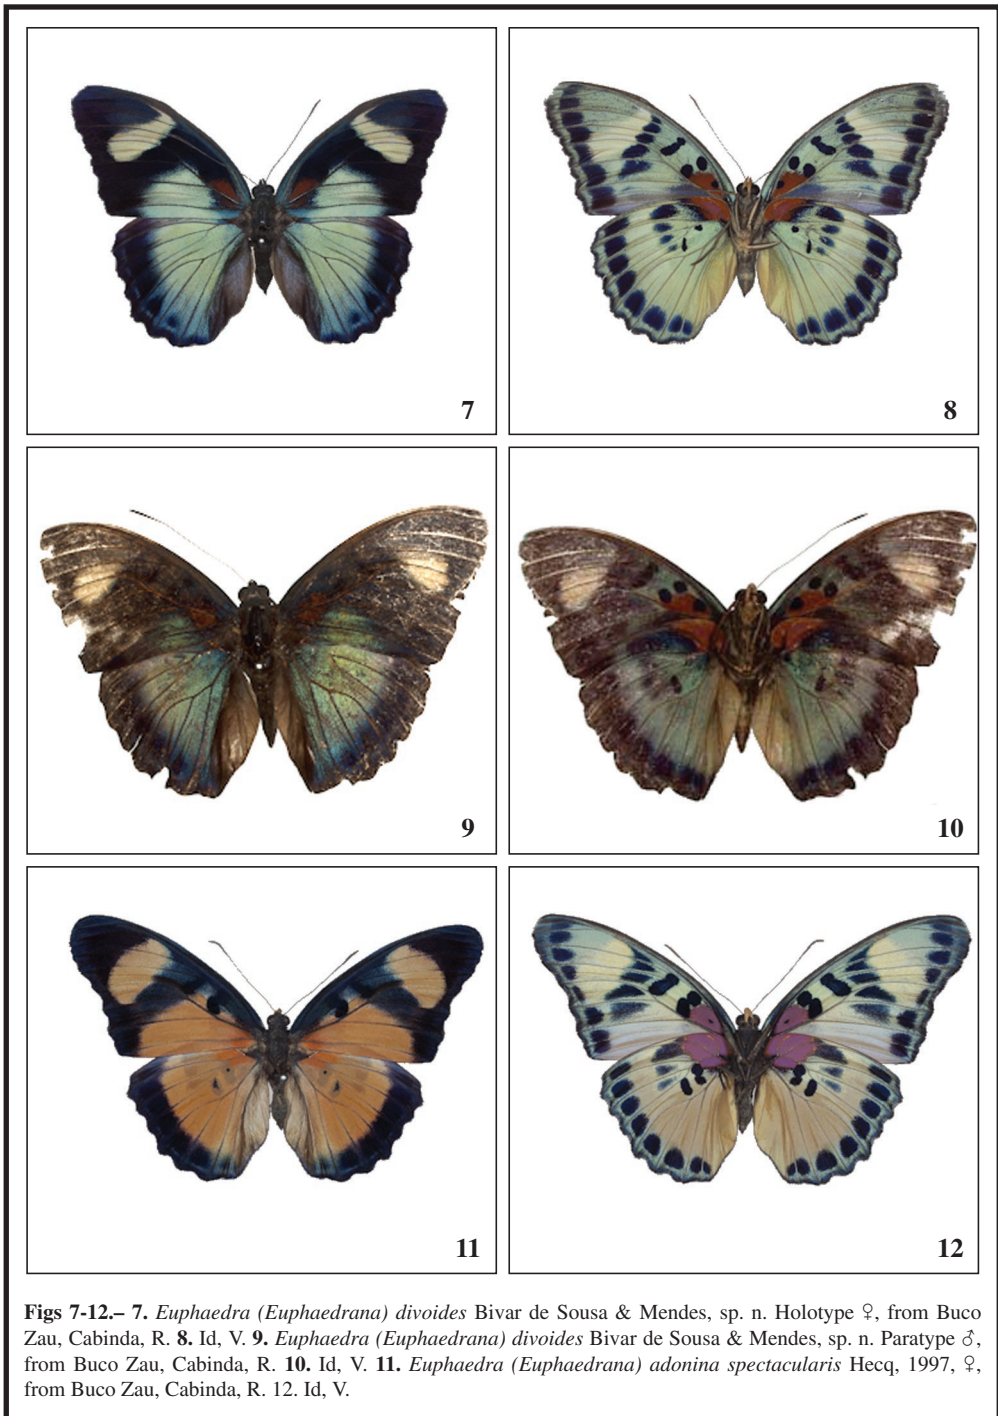 7
8
9
10
11
12
Figs 7-12.– 7. Euphaedra (Euphaedrana) divoides Bivar de Sousa & Mendes, sp. n. Holotype ♀, from Buco
Zau, Cabinda, R. 8. Id, V. 9. Euphaedra (Euphaedrana) divoides Bivar de Sousa & Mendes, sp. n. Paratype ♂,
from Buco Zau, Cabinda, R. 10. Id, V. 11. Euphaedra (Euphaedrana) adonina spectacularis Hecq, 1997, ♀,
from Buco Zau, Cabinda, R. 12. Id, V.